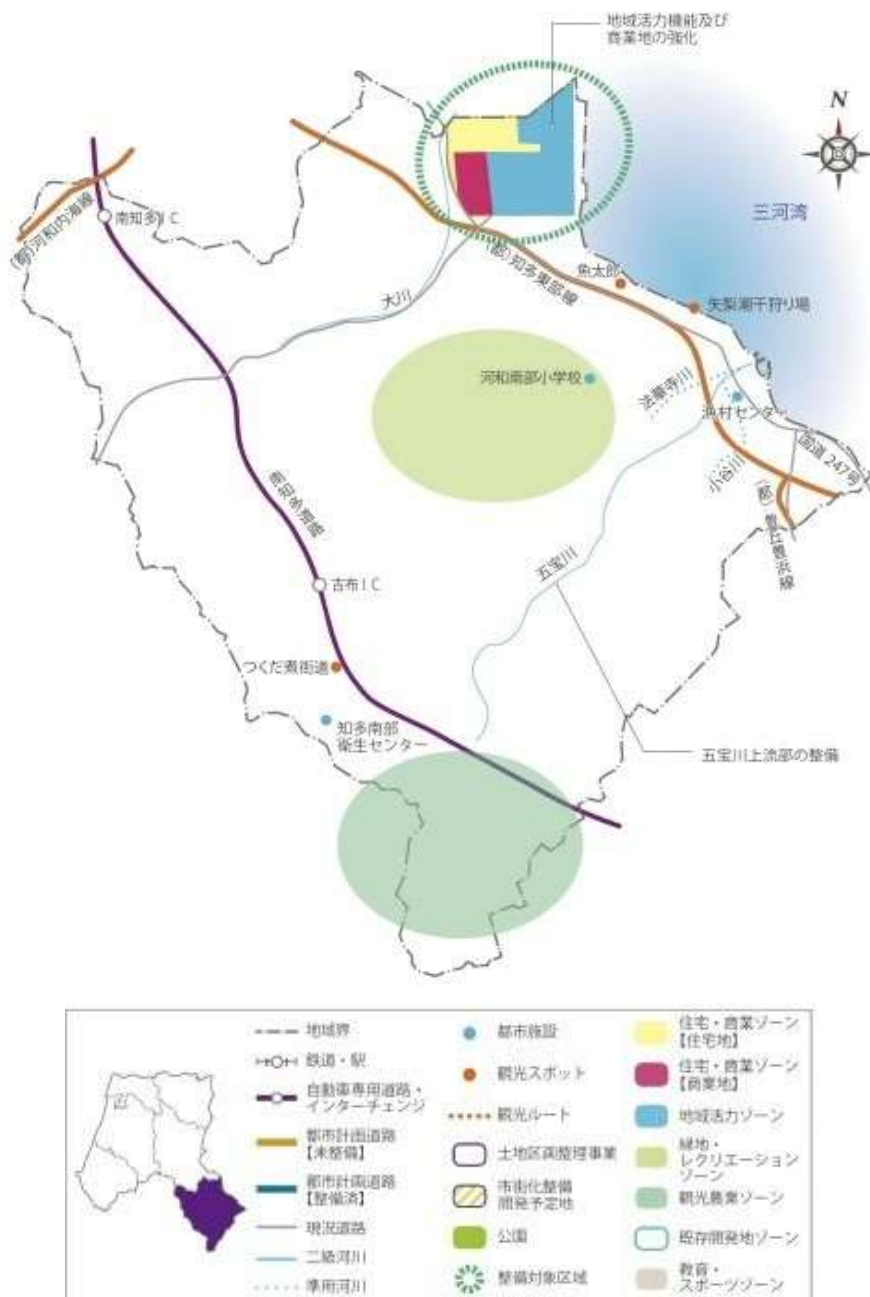 地域活力機能及び
商業地の強化
N
三河湾
南知多IC
(都)河和内海線
大川
(都)知多東部線
魚太郎
矢梨潮干狩り場
河和南部小学校
法華寺川
漁村センター
小谷川
国道247号
南知多道路
五宝川
古布IC
つくだ煮街道
知多南部
衛生センター
五宝川上流部の整備
地域界
鉄道・駅
自動車専用道路・
インターチェンジ
都市計画道路
【未整備】
都市計画道路
【整備済】
現況道路
二級河川
準用河川
都市施設
観光スポット
観光ルート
土地区画整理事業
市街化整備
開発予定地
公園
整備対象区域
住宅・商業ゾーン
【住宅地】
住宅・商業ゾーン
【商業地】
地域活力ゾーン
緑地・
レクリエーション
ゾーン
観光農業ゾーン
既存開発地ゾーン
教育・
スポーツゾーン